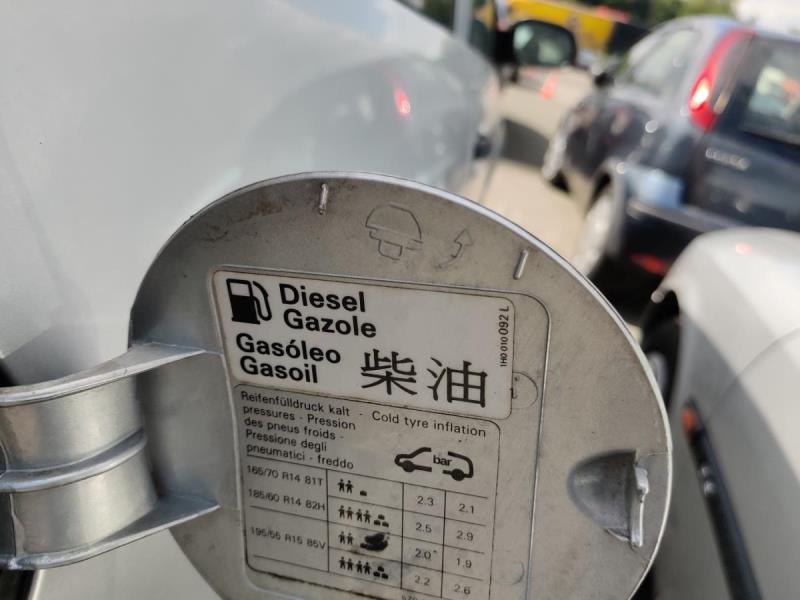 Diesel
Gazole
Gasóleo
Gasoil
柴油
1H0 010 092 L
Reifenfülldruck kalt - Cold tyre inflation
pressures - Pression
des pneus froids -
Pressione degli
pneumatici - freddo
bar
165/70 R14 81T 2.3 2.1
185/60 R14 82H 2.5 2.9
195/55 R15 85V 2.0 1.9
2.2 2.6